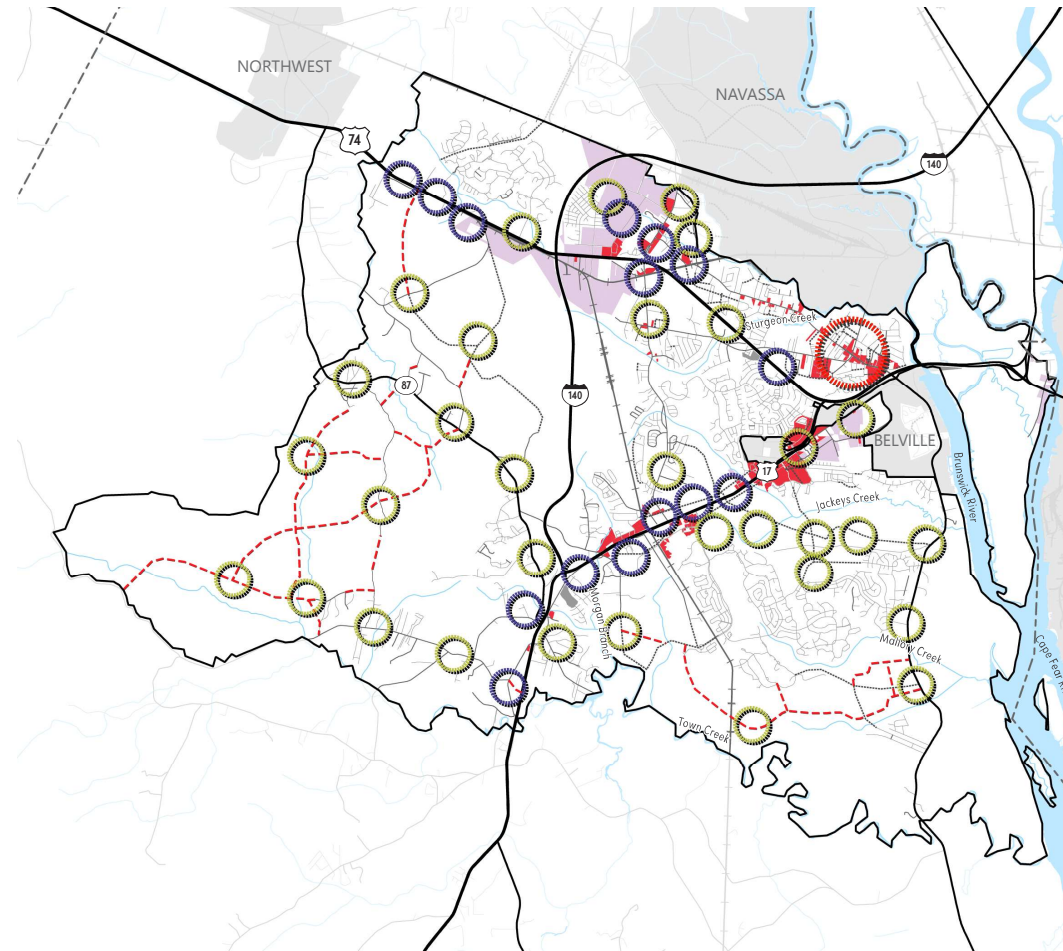 NORTHWEST
NAVASSA
74
140
Sturgeon Creek
87
140
BELVILLE
17
Brunswick River
Jackeys Creek
Morgan Branch
Mallory Creek
Cape Fear
Town Creek